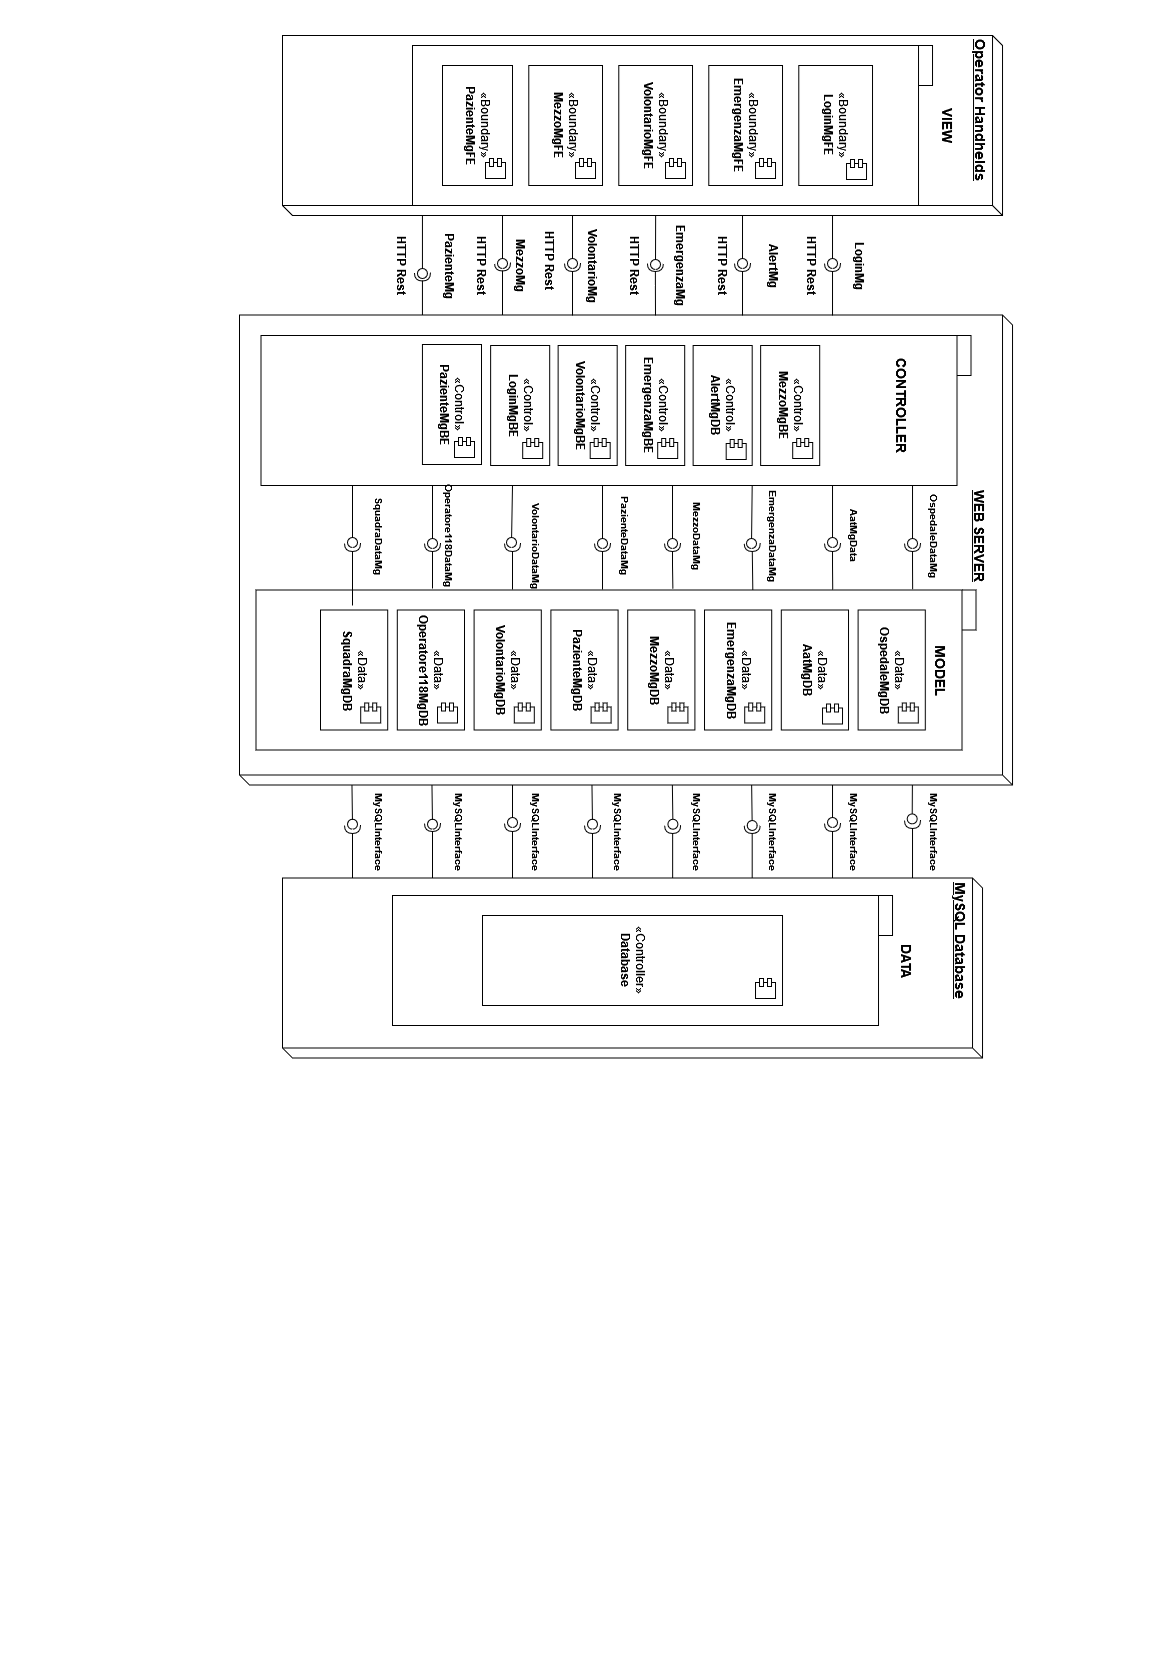 Operator Handhelds
VIEW
«Boundary»
LoginMgFE
«Boundary»
EmergenzaMgFE
«Boundary»
VolontarioMgFE
«Boundary»
MezzoMgFE
«Boundary»
PazienteMgFE
LoginMg
HTTP Rest
AlertMg
HTTP Rest
EmergenzaMg
HTTP Rest
VolontarioMg
HTTP Rest
MezzoMg
HTTP Rest
PazienteMg
HTTP Rest
WEB SERVER
CONTROLLER
«Control»
MezzoMgBE
«Control»
AlertMgDB
«Control»
EmergenzaMgBE
«Control»
VolontarioMgBE
«Control»
LoginMgBE
«Control»
PazienteMgBE
OspedaleDataMg
AatMgData
EmergenzaDataMg
MezzoDataMg
PazienteDataMg
VolontarioDataMg
Operatore118DataMg
SquadraDataMg
MODEL
«Data»
OspedaleMgDB
«Data»
AatMgDB
«Data»
EmergenzaMgDB
«Data»
MezzoMgDB
«Data»
PazienteMgDB
«Data»
VolontarioMgDB
«Data»
Operatore118MgDB
«Data»
SquadraMgDB
MySQLInterface
MySQLInterface
MySQLInterface
MySQLInterface
MySQLInterface
MySQLInterface
MySQLInterface
MySQLInterface
MySQL Database
DATA
«Controller»
Database